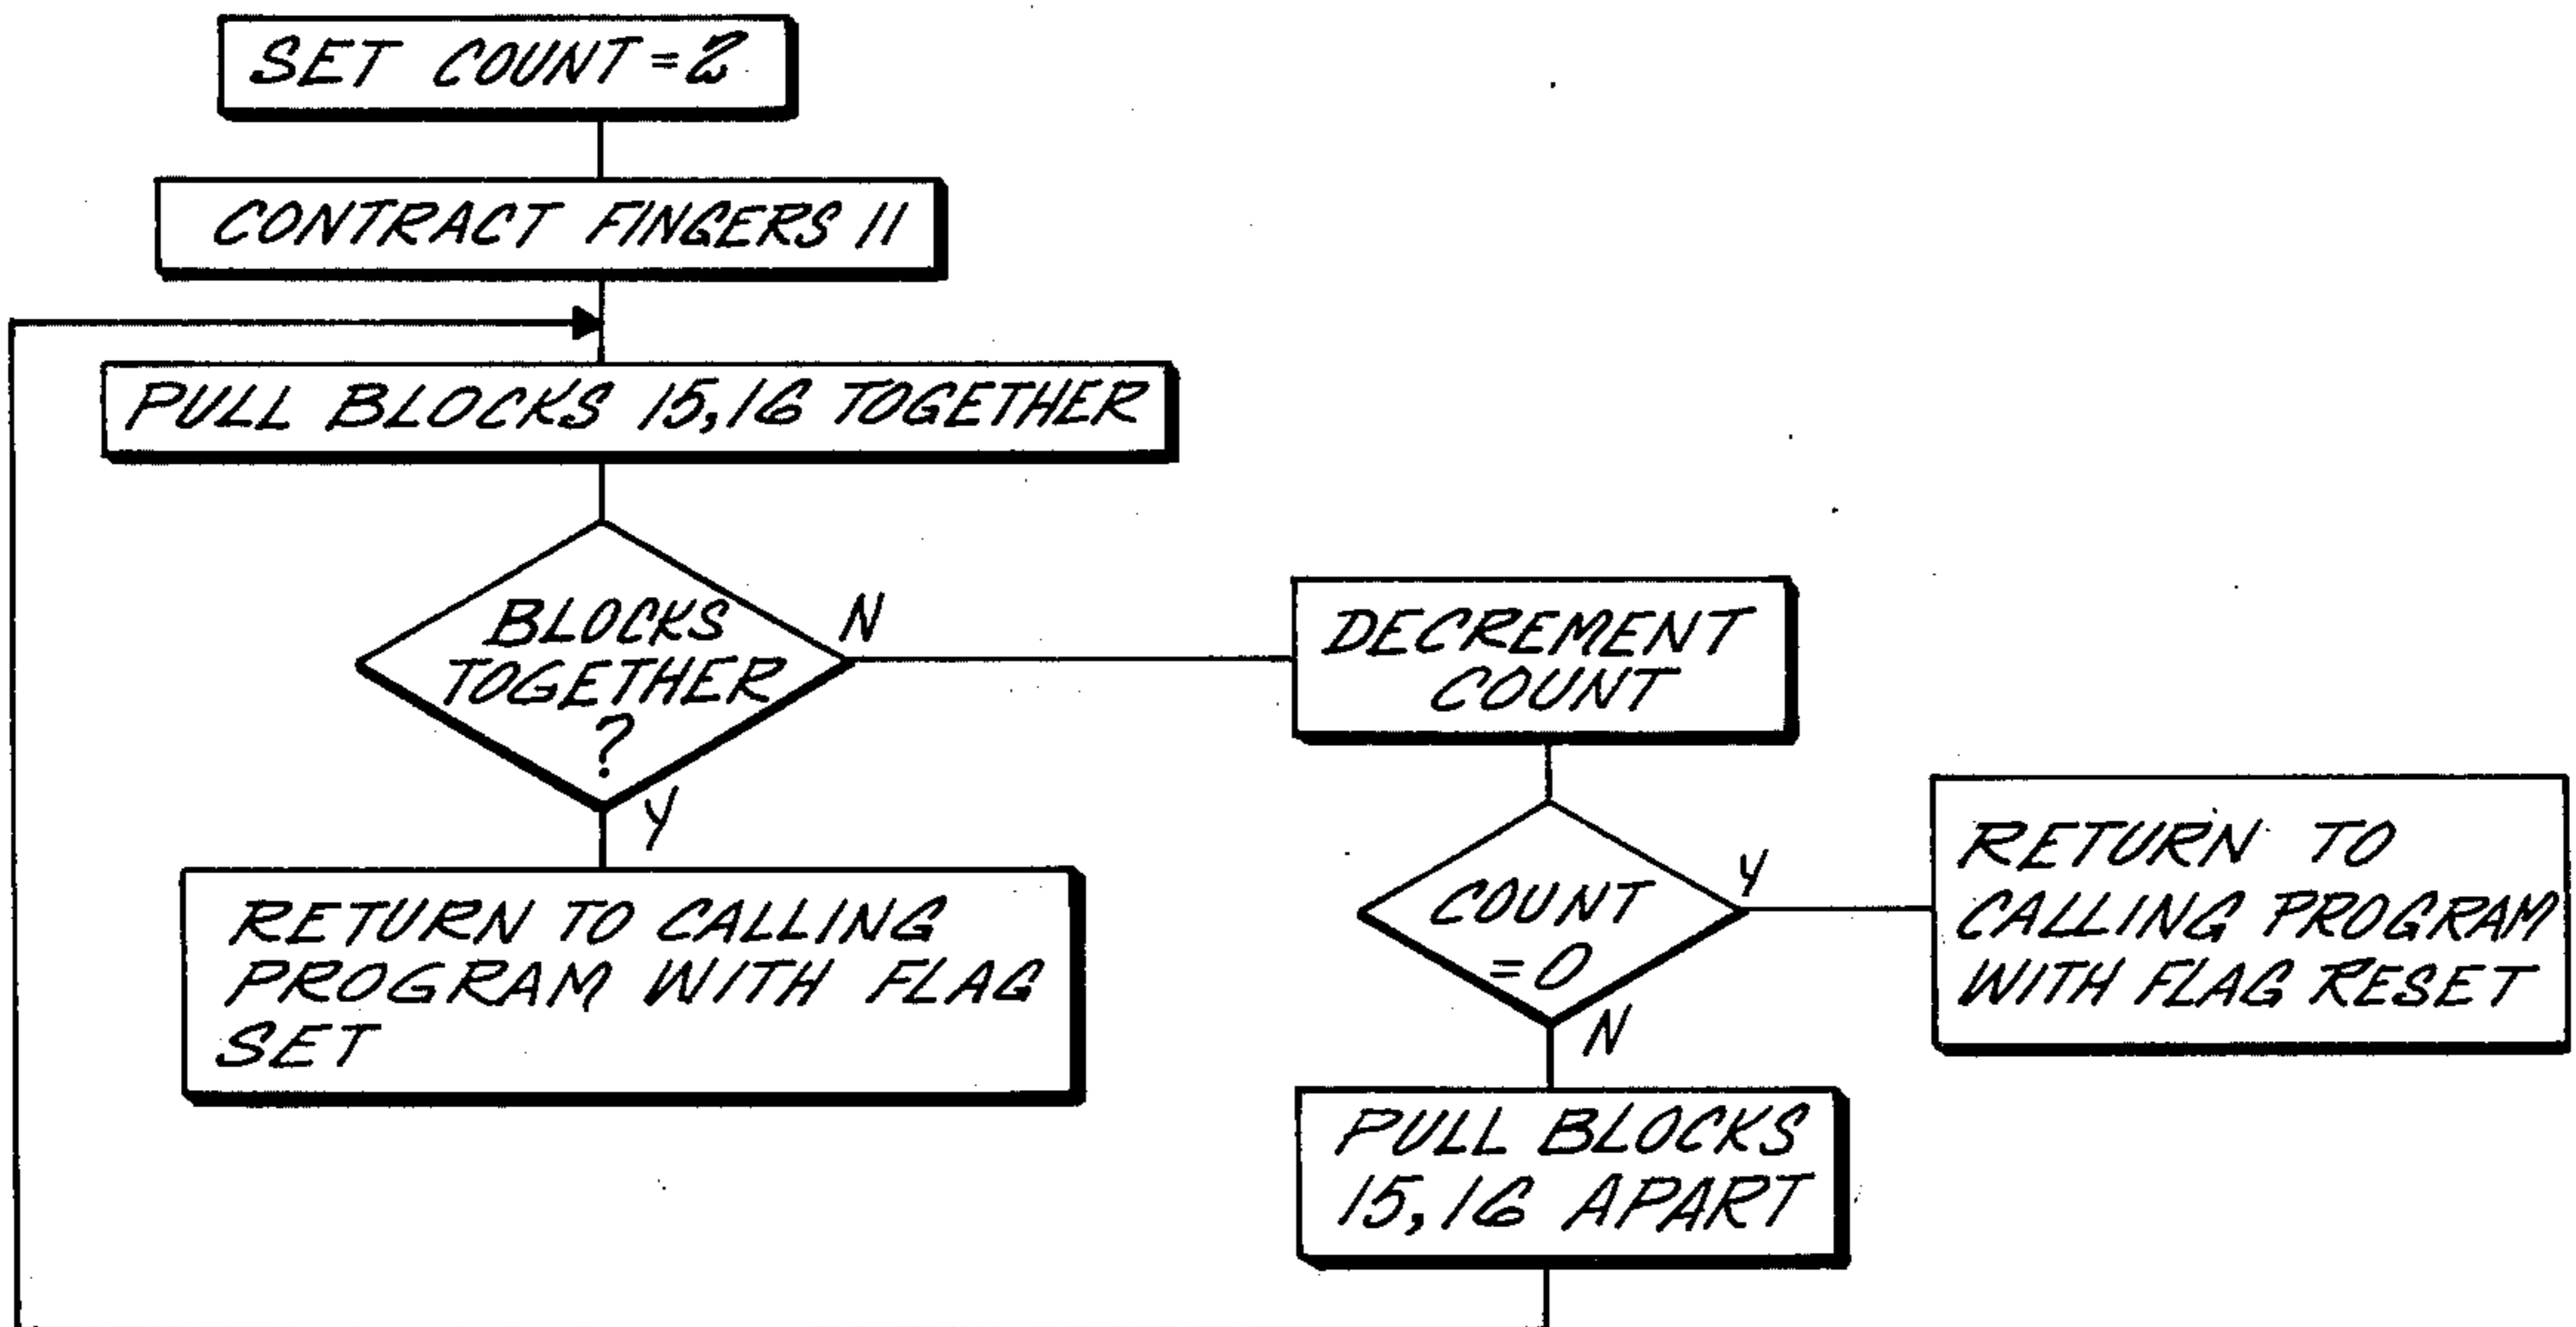 SET COUNT = 2
CONTRACT FINGERS 11
PULL BLOCKS 15, 16 TOGETHER
BLOCKS
TOGETHER
?
N
Y
RETURN TO CALLING
PROGRAM WITH FLAG
SET
DECREMENT
COUNT
COUNT
= 0
Y
N
RETURN TO
CALLING PROGRAM
WITH FLAG RESET
PULL BLOCKS
15, 16 APART